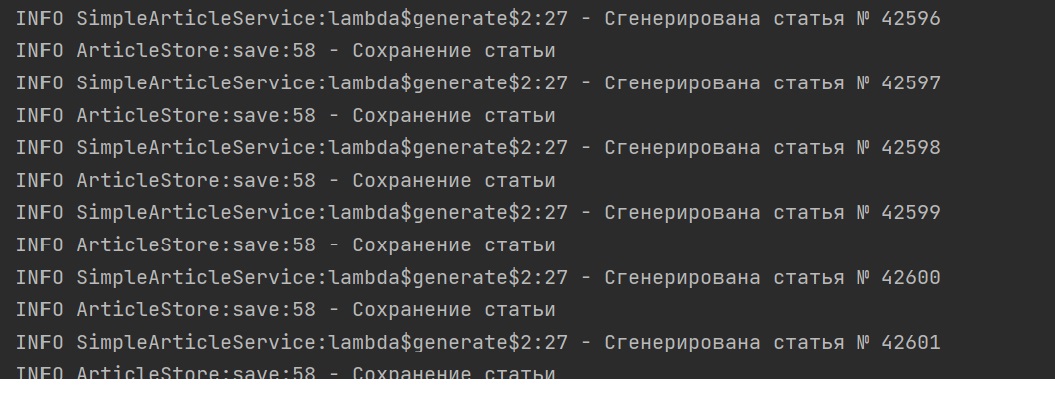 INFO SimpleArticleService:lambda$generate$2:27 - Сгенерирована статья № 42596
INFO ArticleStore:save:58 - Сохранение статьи
INFO SimpleArticleService:lambda$generate$2:27 - Сгенерирована статья № 42597
INFO ArticleStore:save:58 - Сохранение статьи
INFO SimpleArticleService:lambda$generate$2:27 - Сгенерирована статья № 42598
INFO ArticleStore:save:58 - Сохранение статьи
INFO SimpleArticleService:lambda$generate$2:27 - Сгенерирована статья № 42599
INFO ArticleStore:save:58 - Сохранение статьи
INFO SimpleArticleService:lambda$generate$2:27 - Сгенерирована статья № 42600
INFO ArticleStore:save:58 - Сохранение статьи
INFO SimpleArticleService:lambda$generate$2:27 - Сгенерирована статья № 42601
INFO ArticleStore:save:58 - Сохранение статьи